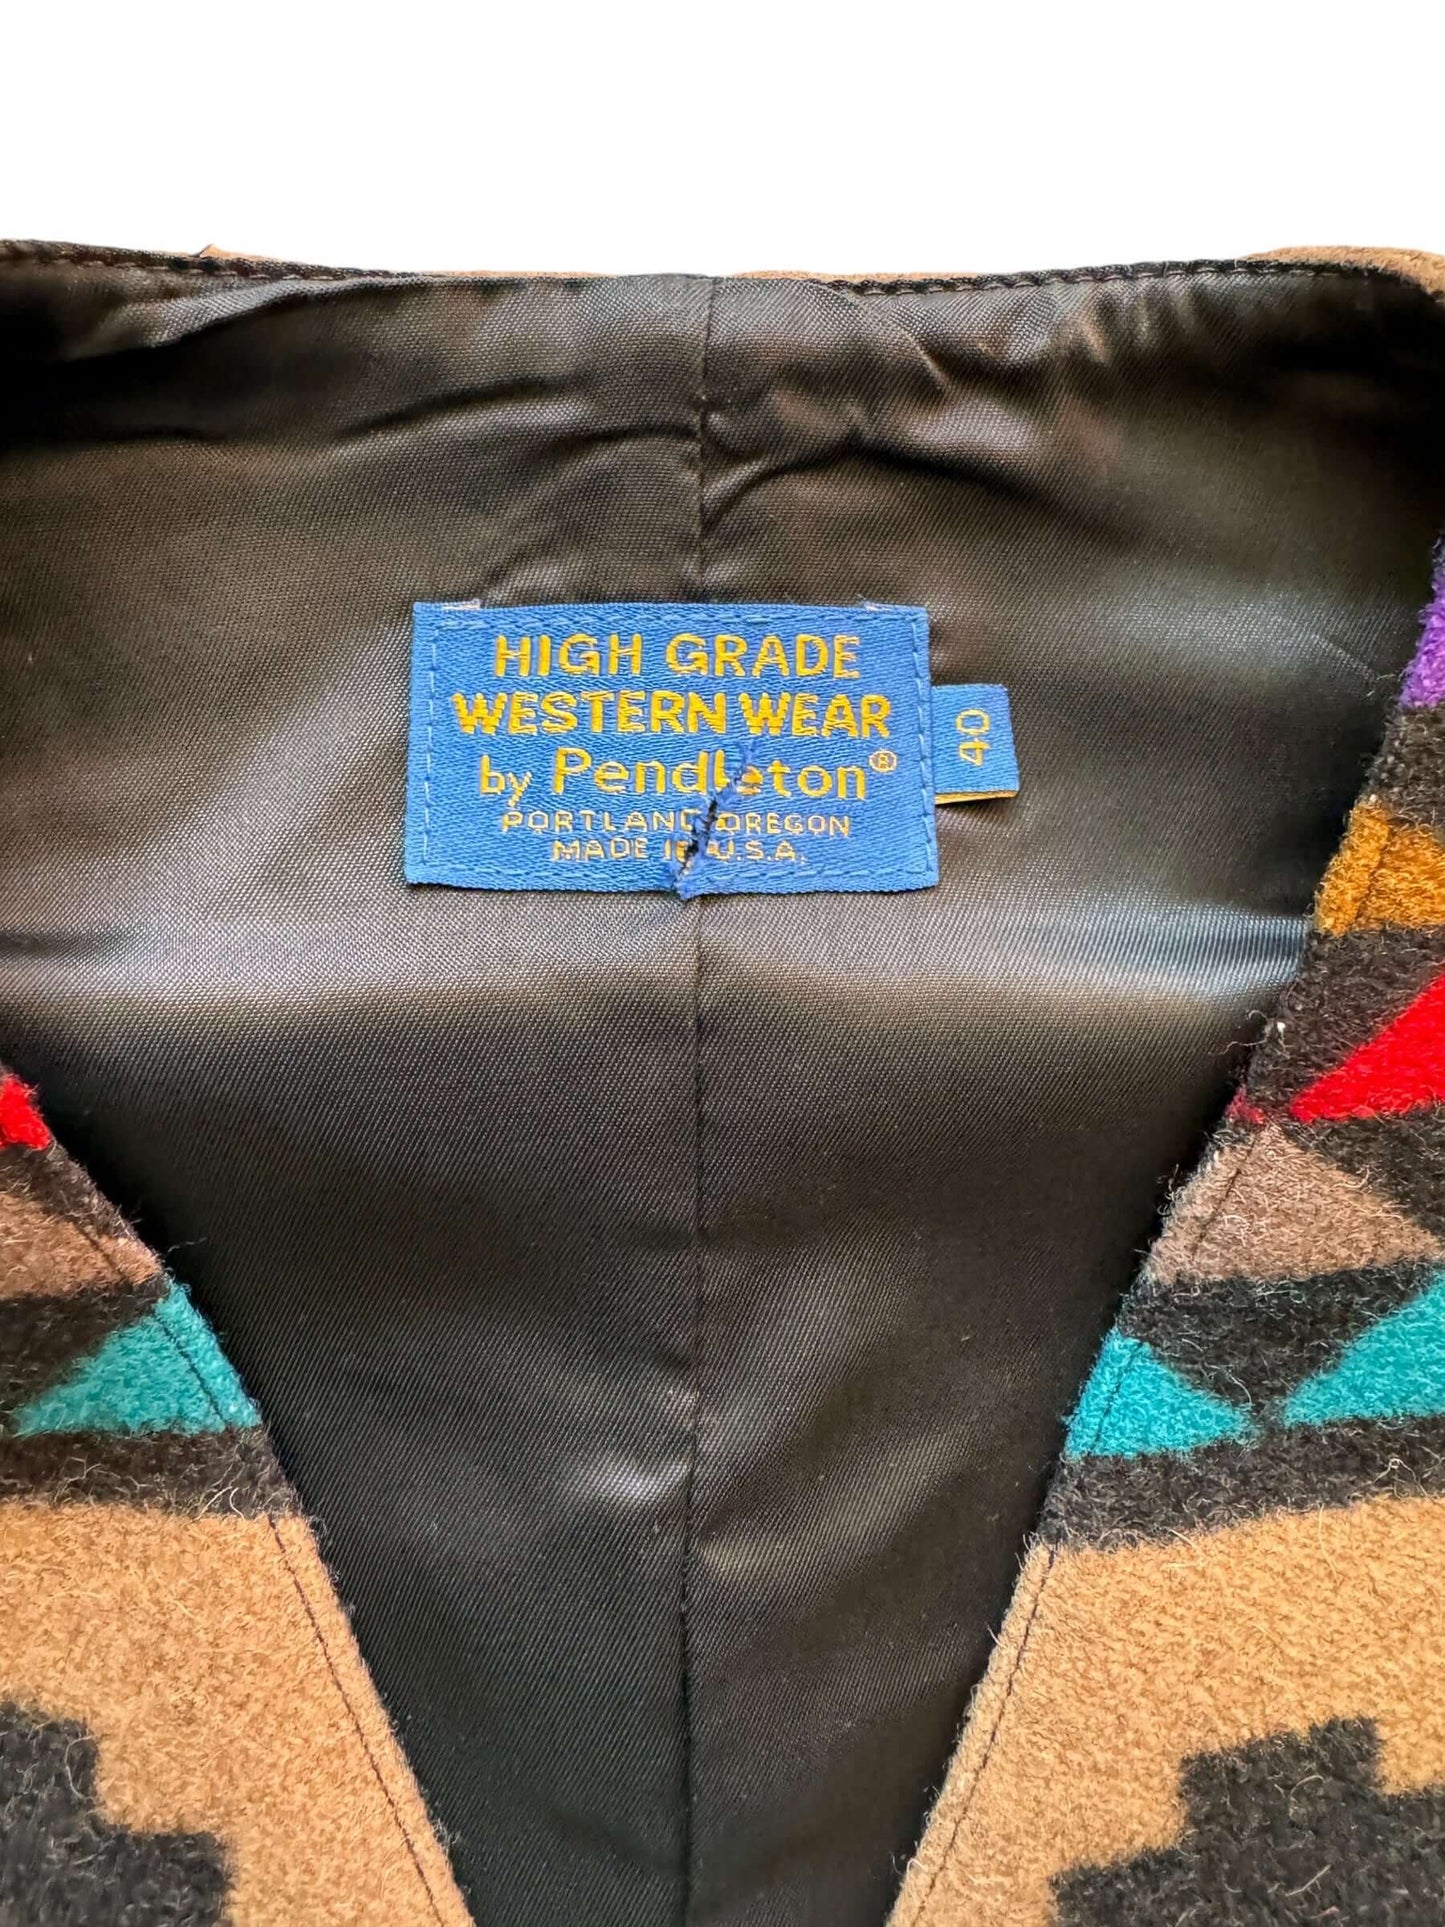 HIGH GRADE
WESTERN WEAR
by Pendleton®
PORTLAND OREGON
MADE IN U.S.A.
40